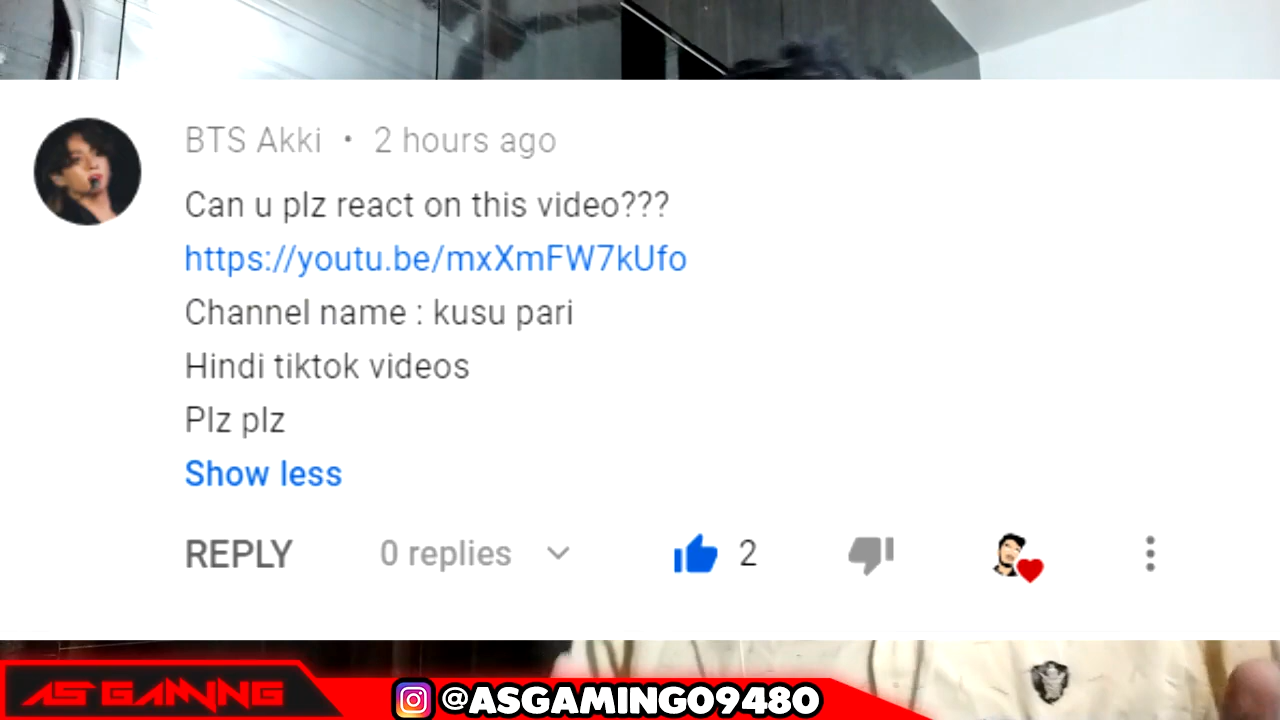 BTS Akki • 2 hours ago
Can u plz react on this video???
https://youtu.be/mxXmFW7kUfo
Channel name : kusu pari
Hindi tiktok videos
Plz plz
Show less
REPLY 0 replies 2
AS GAMING @ASGAMING09480